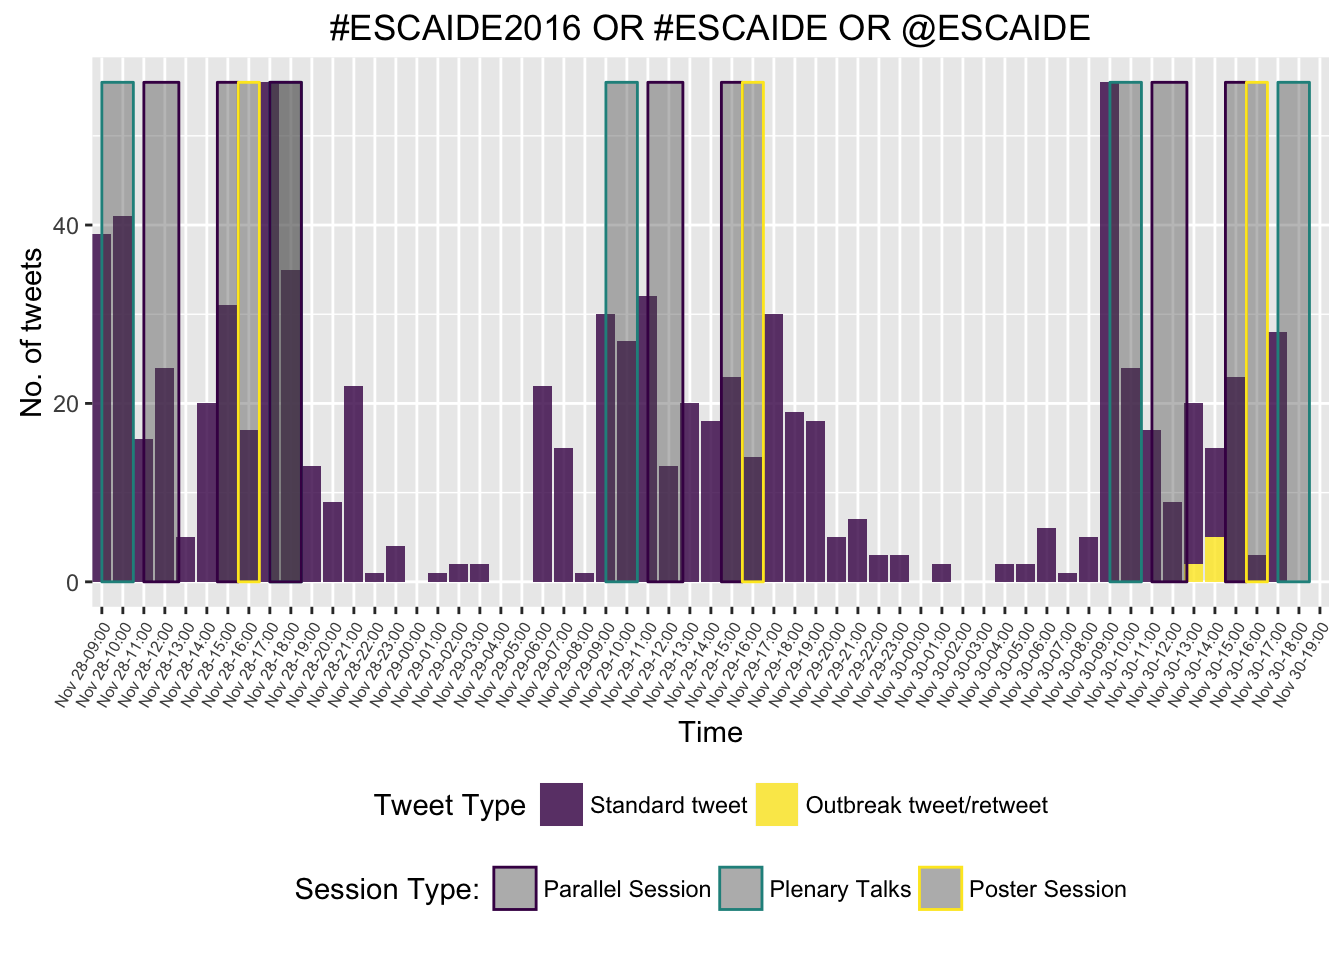 #ESCAIDE2016 OR #ESCAIDE OR @ESCAIDE
No. of tweets
40
20
0
Nov 28-09:00
Nov 28-10:00
Nov 28-11:00
Nov 28-12:00
Nov 28-13:00
Nov 28-14:00
Nov 28-15:00
Nov 28-16:00
Nov 28-17:00
Nov 28-18:00
Nov 28-19:00
Nov 28-20:00
Nov 28-21:00
Nov 28-22:00
Nov 28-23:00
Nov 29-00:00
Nov 29-01:00
Nov 29-02:00
Nov 29-03:00
Nov 29-04:00
Nov 29-05:00
Nov 29-06:00
Nov 29-07:00
Nov 29-08:00
Nov 29-09:00
Nov 29-10:00
Nov 29-11:00
Nov 29-12:00
Nov 29-13:00
Nov 29-14:00
Nov 29-15:00
Nov 29-16:00
Nov 29-17:00
Nov 29-18:00
Nov 29-19:00
Nov 29-20:00
Nov 29-21:00
Nov 29-22:00
Nov 29-23:00
Nov 30-00:00
Nov 30-01:00
Nov 30-02:00
Nov 30-03:00
Nov 30-04:00
Nov 30-05:00
Nov 30-06:00
Nov 30-07:00
Nov 30-08:00
Nov 30-09:00
Nov 30-10:00
Nov 30-11:00
Nov 30-12:00
Nov 30-13:00
Nov 30-14:00
Nov 30-15:00
Nov 30-16:00
Nov 30-17:00
Nov 30-18:00
Nov 30-19:00
Time
Tweet Type Standard tweet Outbreak tweet/retweet
Session Type: Parallel Session Plenary Talks Poster Session